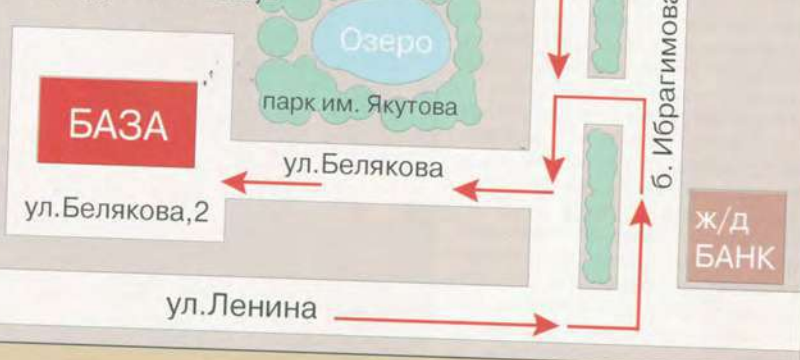 Озеро
парк им. Якутова
б. Ибрагимова
БАЗА
ул.Белякова
ул.Белякова,2
ж/д
БАНК
ул.Ленина